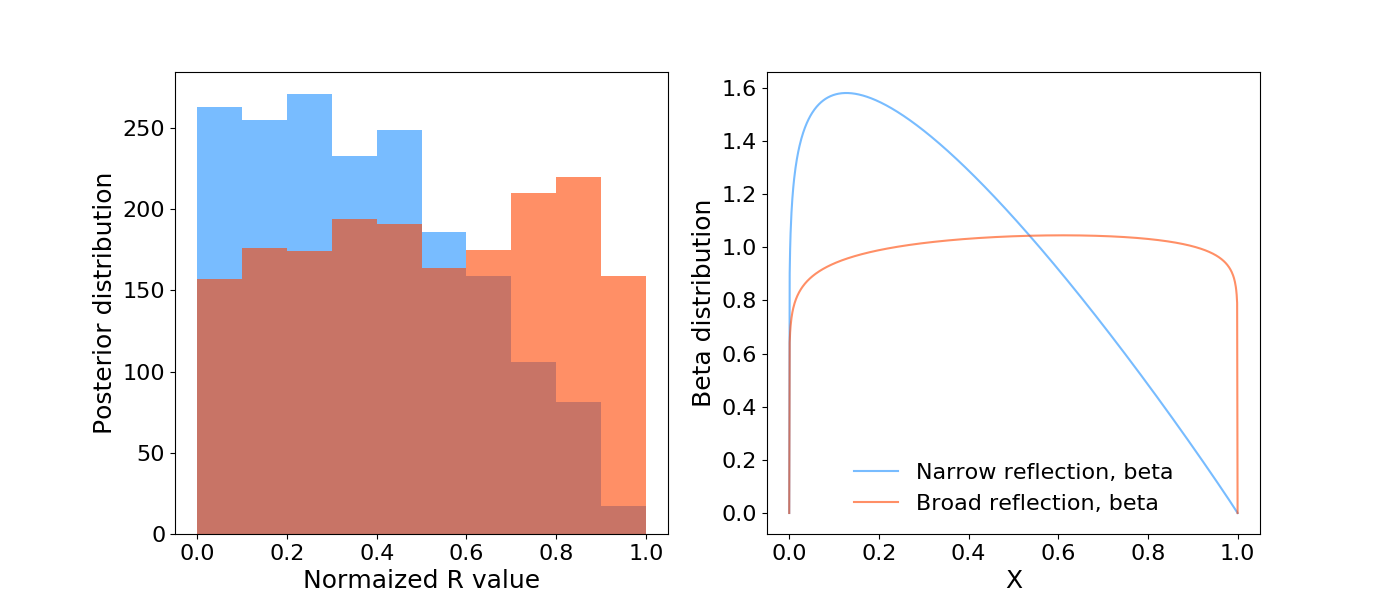 Posterior distribution
250
200
150
100
50
0
0.0 0.2 0.4 0.6 0.8 1.0
Normaized R value
Beta distribution
1.6
1.4
1.2
1.0
0.8
0.6
0.4
0.2
0.0
Narrow reflection, beta
Broad reflection, beta
0.0 0.2 0.4 0.6 0.8 1.0
X